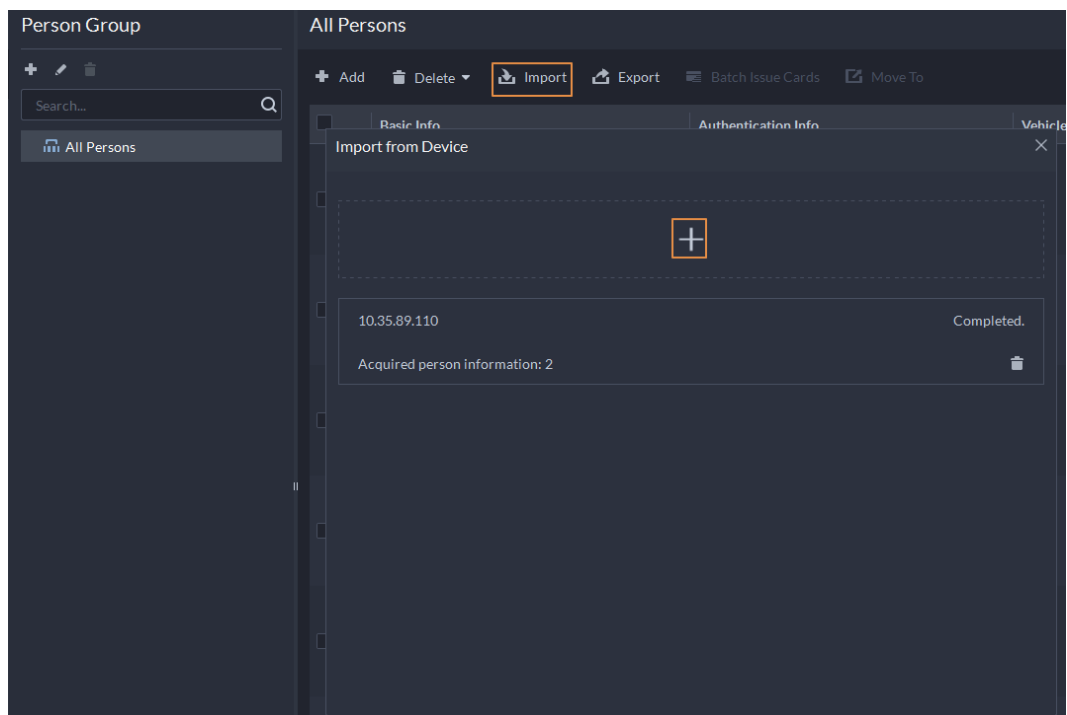 Person Group
Search...
All Persons
All Persons
Add Delete Import Export Batch Issue Cards Move To
Basic Info Authentication Info Vehicle
Import from Device
10.35.89.110 Completed.
Acquired person information: 2